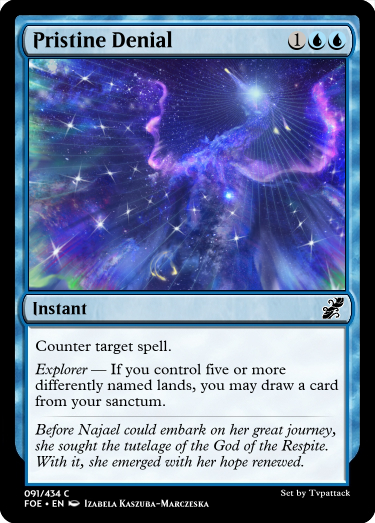 Pristine Denial 1
Instant
Counter target spell.
Explorer — If you control five or more
differently named lands, you may draw a card
from your sanctum.
Before Najael could embark on her great journey,
she sought the tutelage of the God of the Respite.
With it, she emerged with her hope renewed.
091/434 C
FOE • EN Izabela Kaszuba-Marczeska
Set by Tvpattack